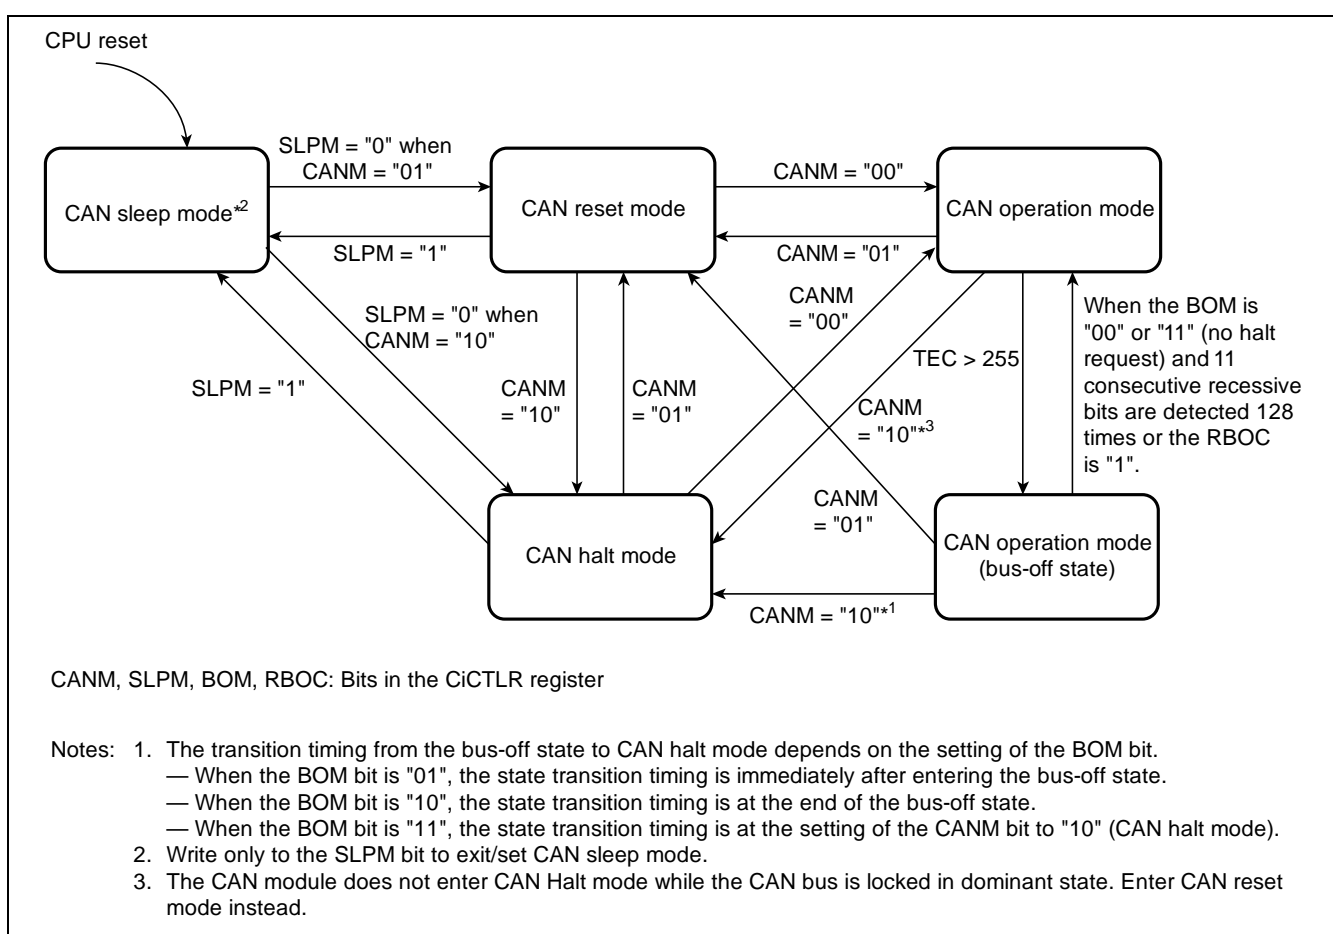 CPU reset
SLPM = "0" when
CANM = "01"
CANM = "00"
CAN sleep mode*2
CAN reset mode
CAN operation mode
SLPM = "1"
CANM = "01"
SLPM = "0" when
CANM = "10"
CANM
= "00"
When the BOM is
"00" or "11" (no halt
request) and 11
consecutive recessive
bits are detected 128
times or the RBOC
is "1".
TEC > 255
SLPM = "1"
CANM
= "10"
CANM
= "01"
CANM
= "10"*3
CANM
= "01"
CAN halt mode
CAN operation mode
(bus-off state)
CANM = "10"*1
CANM, SLPM, BOM, RBOC: Bits in the CiCTLR register
Notes: 1. The transition timing from the bus-off state to CAN halt mode depends on the setting of the BOM bit.
— When the BOM bit is "01", the state transition timing is immediately after entering the bus-off state.
— When the BOM bit is "10", the state transition timing is at the end of the bus-off state.
— When the BOM bit is "11", the state transition timing is at the setting of the CANM bit to "10" (CAN halt mode).
2. Write only to the SLPM bit to exit/set CAN sleep mode.
3. The CAN module does not enter CAN Halt mode while the CAN bus is locked in dominant state. Enter CAN reset
mode instead.